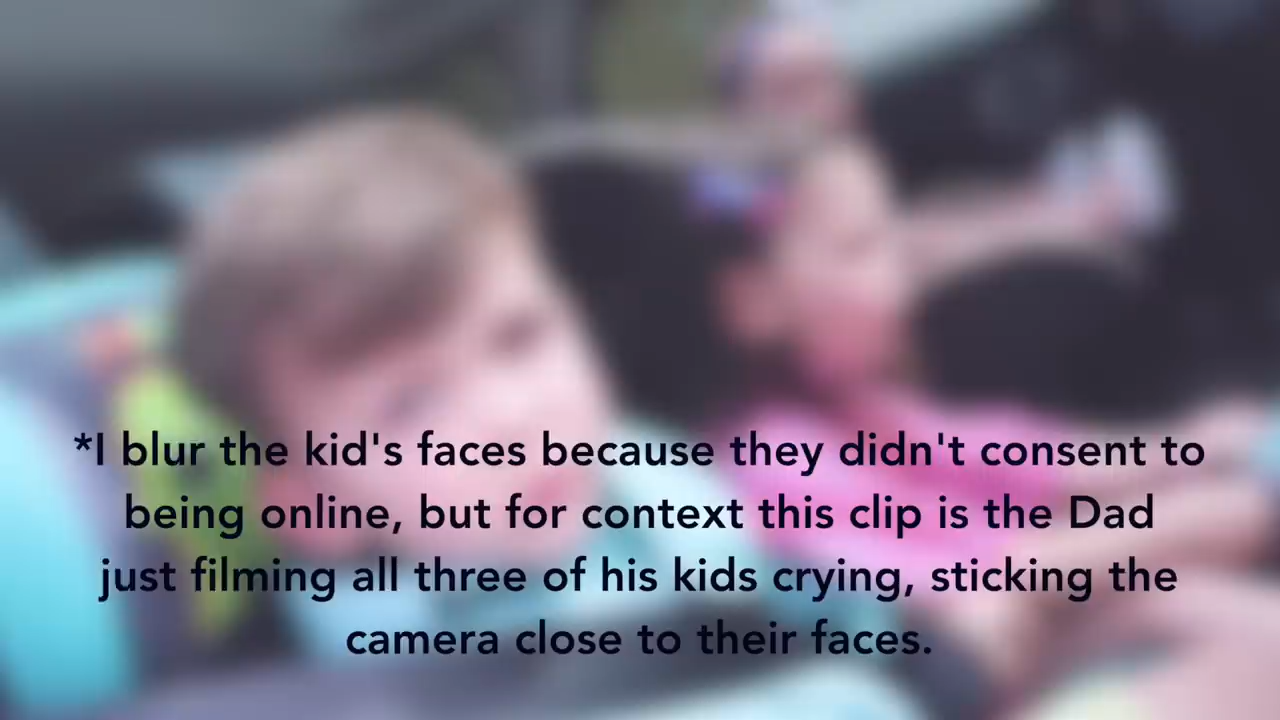 *I blur the kid's faces because they didn't consent to
being online, but for context this clip is the Dad
just filming all three of his kids crying, sticking the
camera close to their faces.